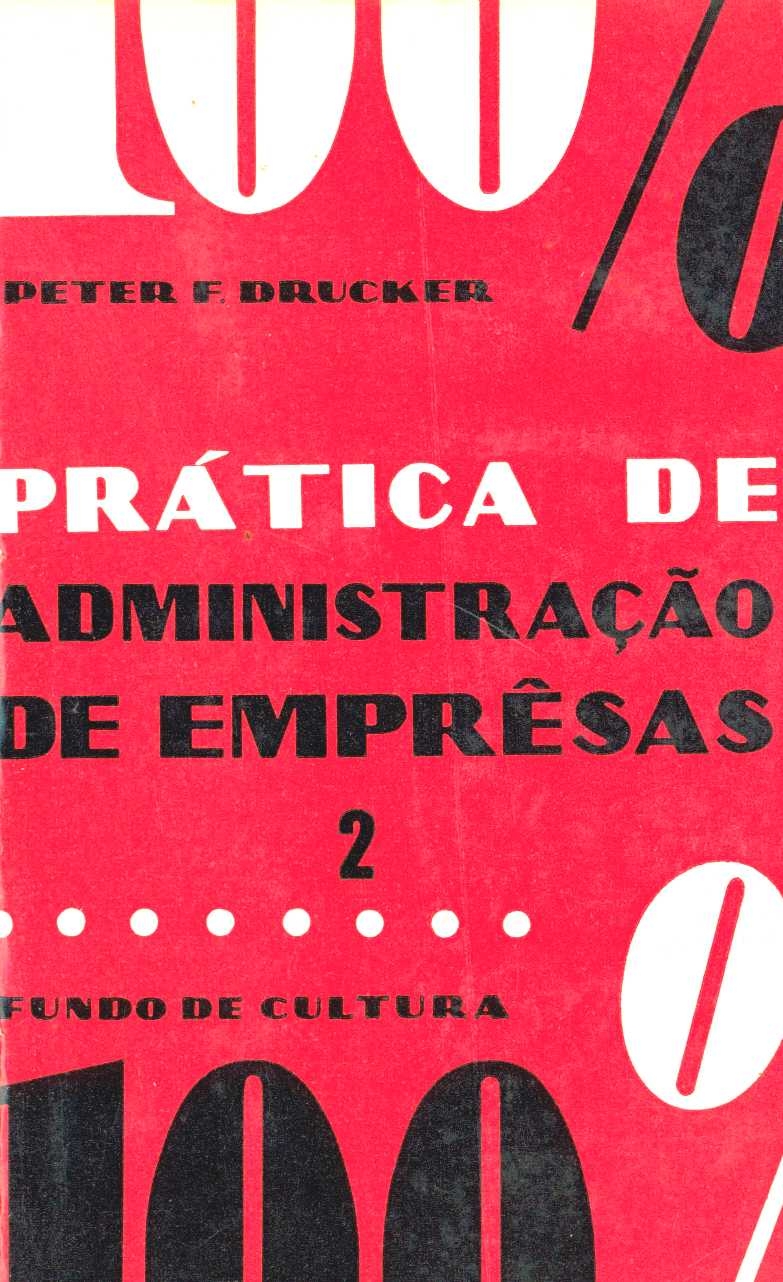 100%
PETER F. DRUCKER
PRÁTICA DE
ADMINISTRAÇÃO
DE EMPRÊSAS
2
FUNDO DE CULTURA
100%